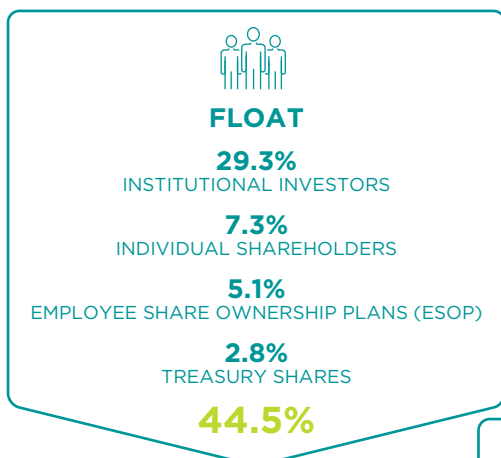 FLOAT
29.3%
INSTITUTIONAL INVESTORS
7.3%
INDIVIDUAL SHAREHOLDERS
5.1%
EMPLOYEE SHARE OWNERSHIP PLANS (ESOP)
2.8%
TREASURY SHARES
44.5%